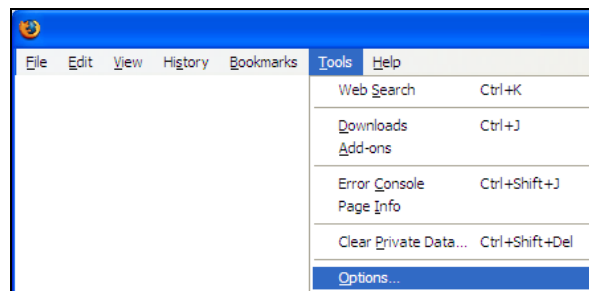 File Edit View History Bookmarks Tools Help
Web Search Ctrl+K
Downloads Ctrl+J
Add-ons
Error Console Ctrl+Shift+J
Page Info
Clear Private Data... Ctrl+Shift+Del
Options...